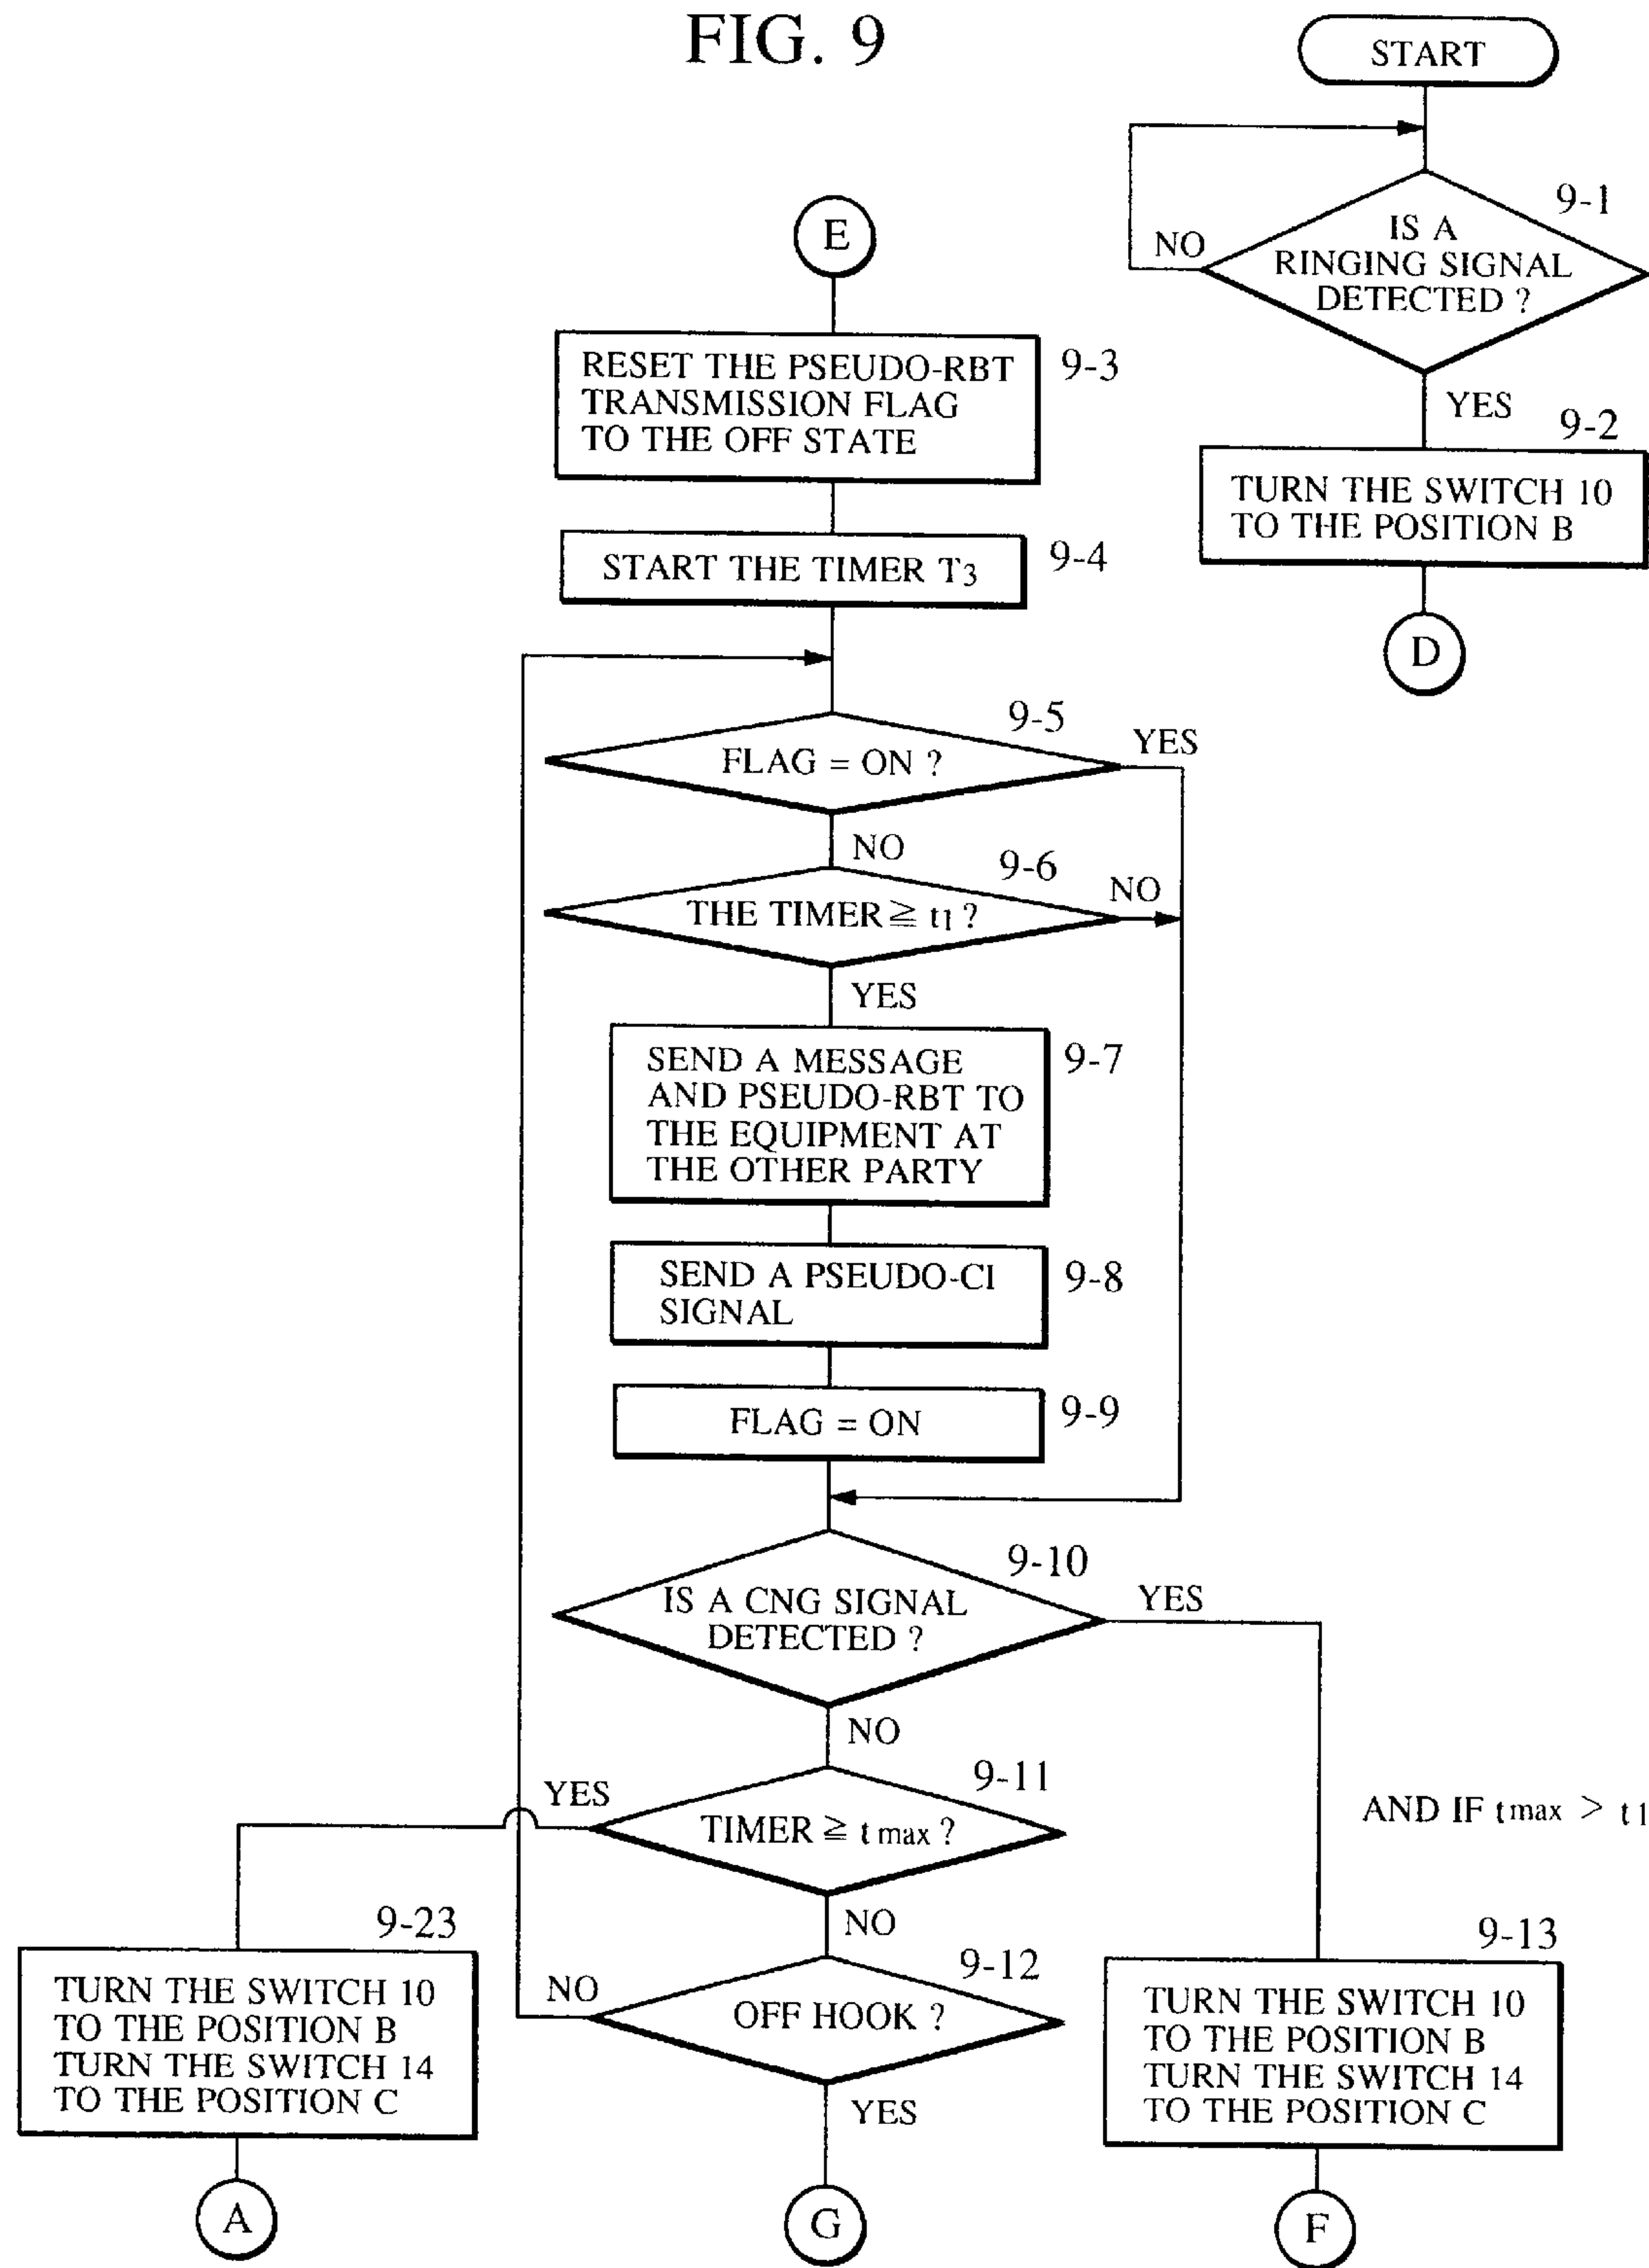 FIG. 9
START
9-1
IS A
RINGING SIGNAL
DETECTED ?
NO
YES
9-2
TURN THE SWITCH 10
TO THE POSITION B
D
E
RESET THE PSEUDO-RBT
TRANSMISSION FLAG
TO THE OFF STATE
9-3
START THE TIMER T3
9-4
9-5
FLAG = ON ?
YES
NO
9-6
THE TIMER ≧ t1 ?
NO
YES
SEND A MESSAGE
AND PSEUDO-RBT TO
THE EQUIPMENT AT
THE OTHER PARTY
9-7
SEND A PSEUDO-CI
SIGNAL
9-8
FLAG = ON
9-9
9-10
IS A CNG SIGNAL
DETECTED ?
YES
NO
9-11
YES
TIMER ≧ t max ?
AND IF tmax > t1
NO
9-23
TURN THE SWITCH 10
TO THE POSITION B
TURN THE SWITCH 14
TO THE POSITION C
9-12
NO
OFF HOOK ?
YES
9-13
TURN THE SWITCH 10
TO THE POSITION B
TURN THE SWITCH 14
TO THE POSITION C
A
G
F